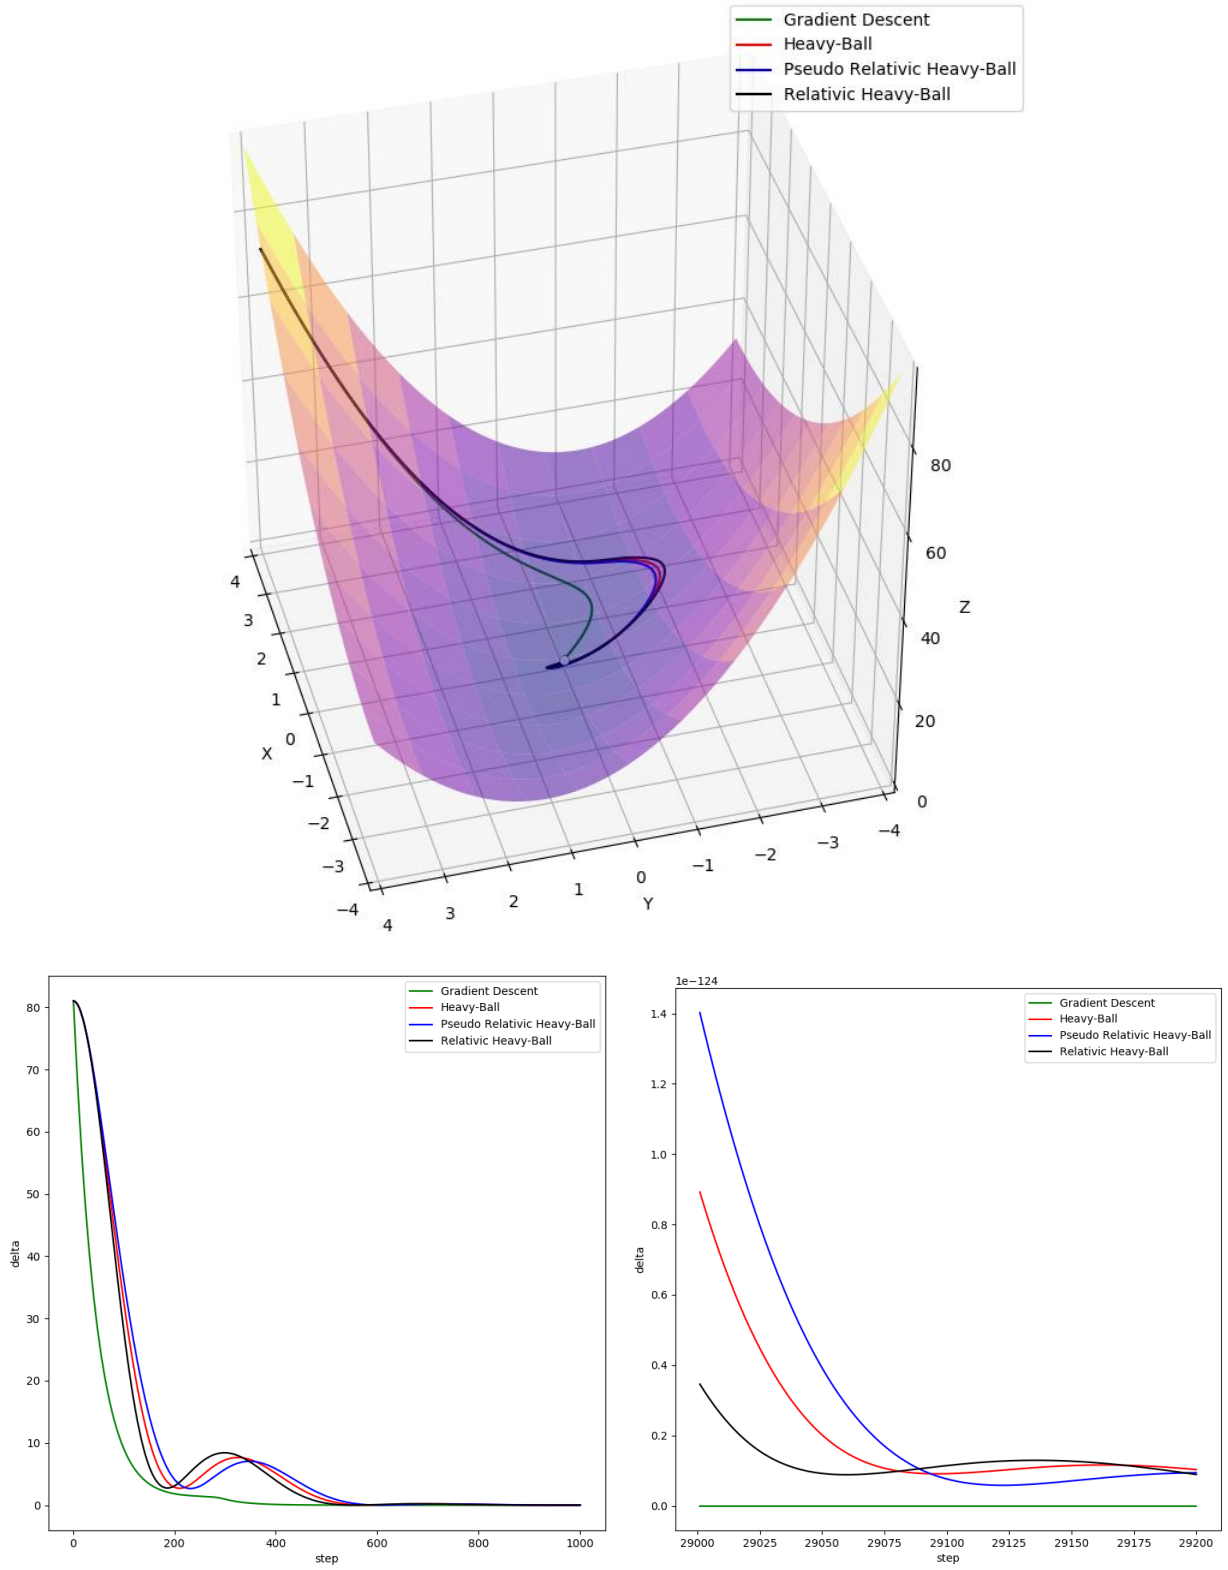 Gradient Descent
Heavy-Ball
Pseudo Relativic Heavy-Ball
Relativic Heavy-Ball
80
60
Z
40
20
0
4
3
2
1
0
X
−1
−2
−3
−4
4
3
2
1
0
Y
−1
−2
−3
−4
Gradient Descent
Heavy-Ball
Pseudo Relativic Heavy-Ball
Relativic Heavy-Ball
80
70
60
50
40
30
20
10
0
delta
0 200 400 600 800 1000
step
1e−124
Gradient Descent
Heavy-Ball
Pseudo Relativic Heavy-Ball
Relativic Heavy-Ball
1.4
1.2
1.0
0.8
0.6
0.4
0.2
0.0
delta
29000 29025 29050 29075 29100 29125 29150 29175 29200
step